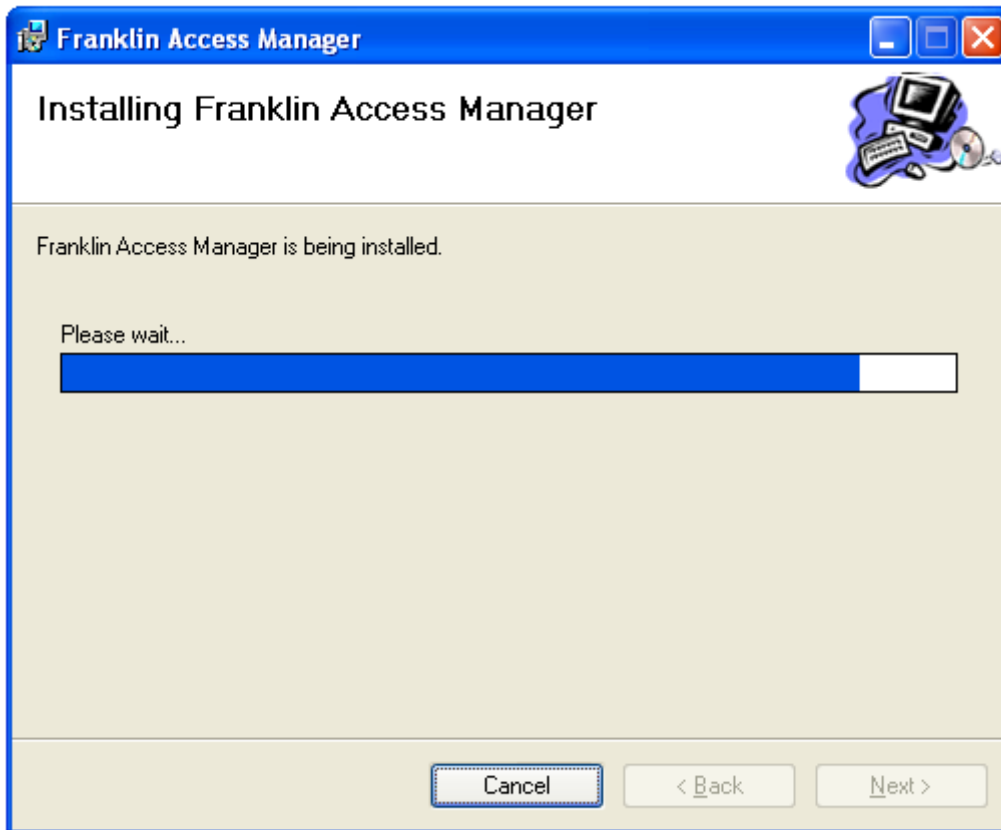 Franklin Access Manager
Installing Franklin Access Manager
Franklin Access Manager is being installed.
Please wait...
Cancel
< Back
Next >